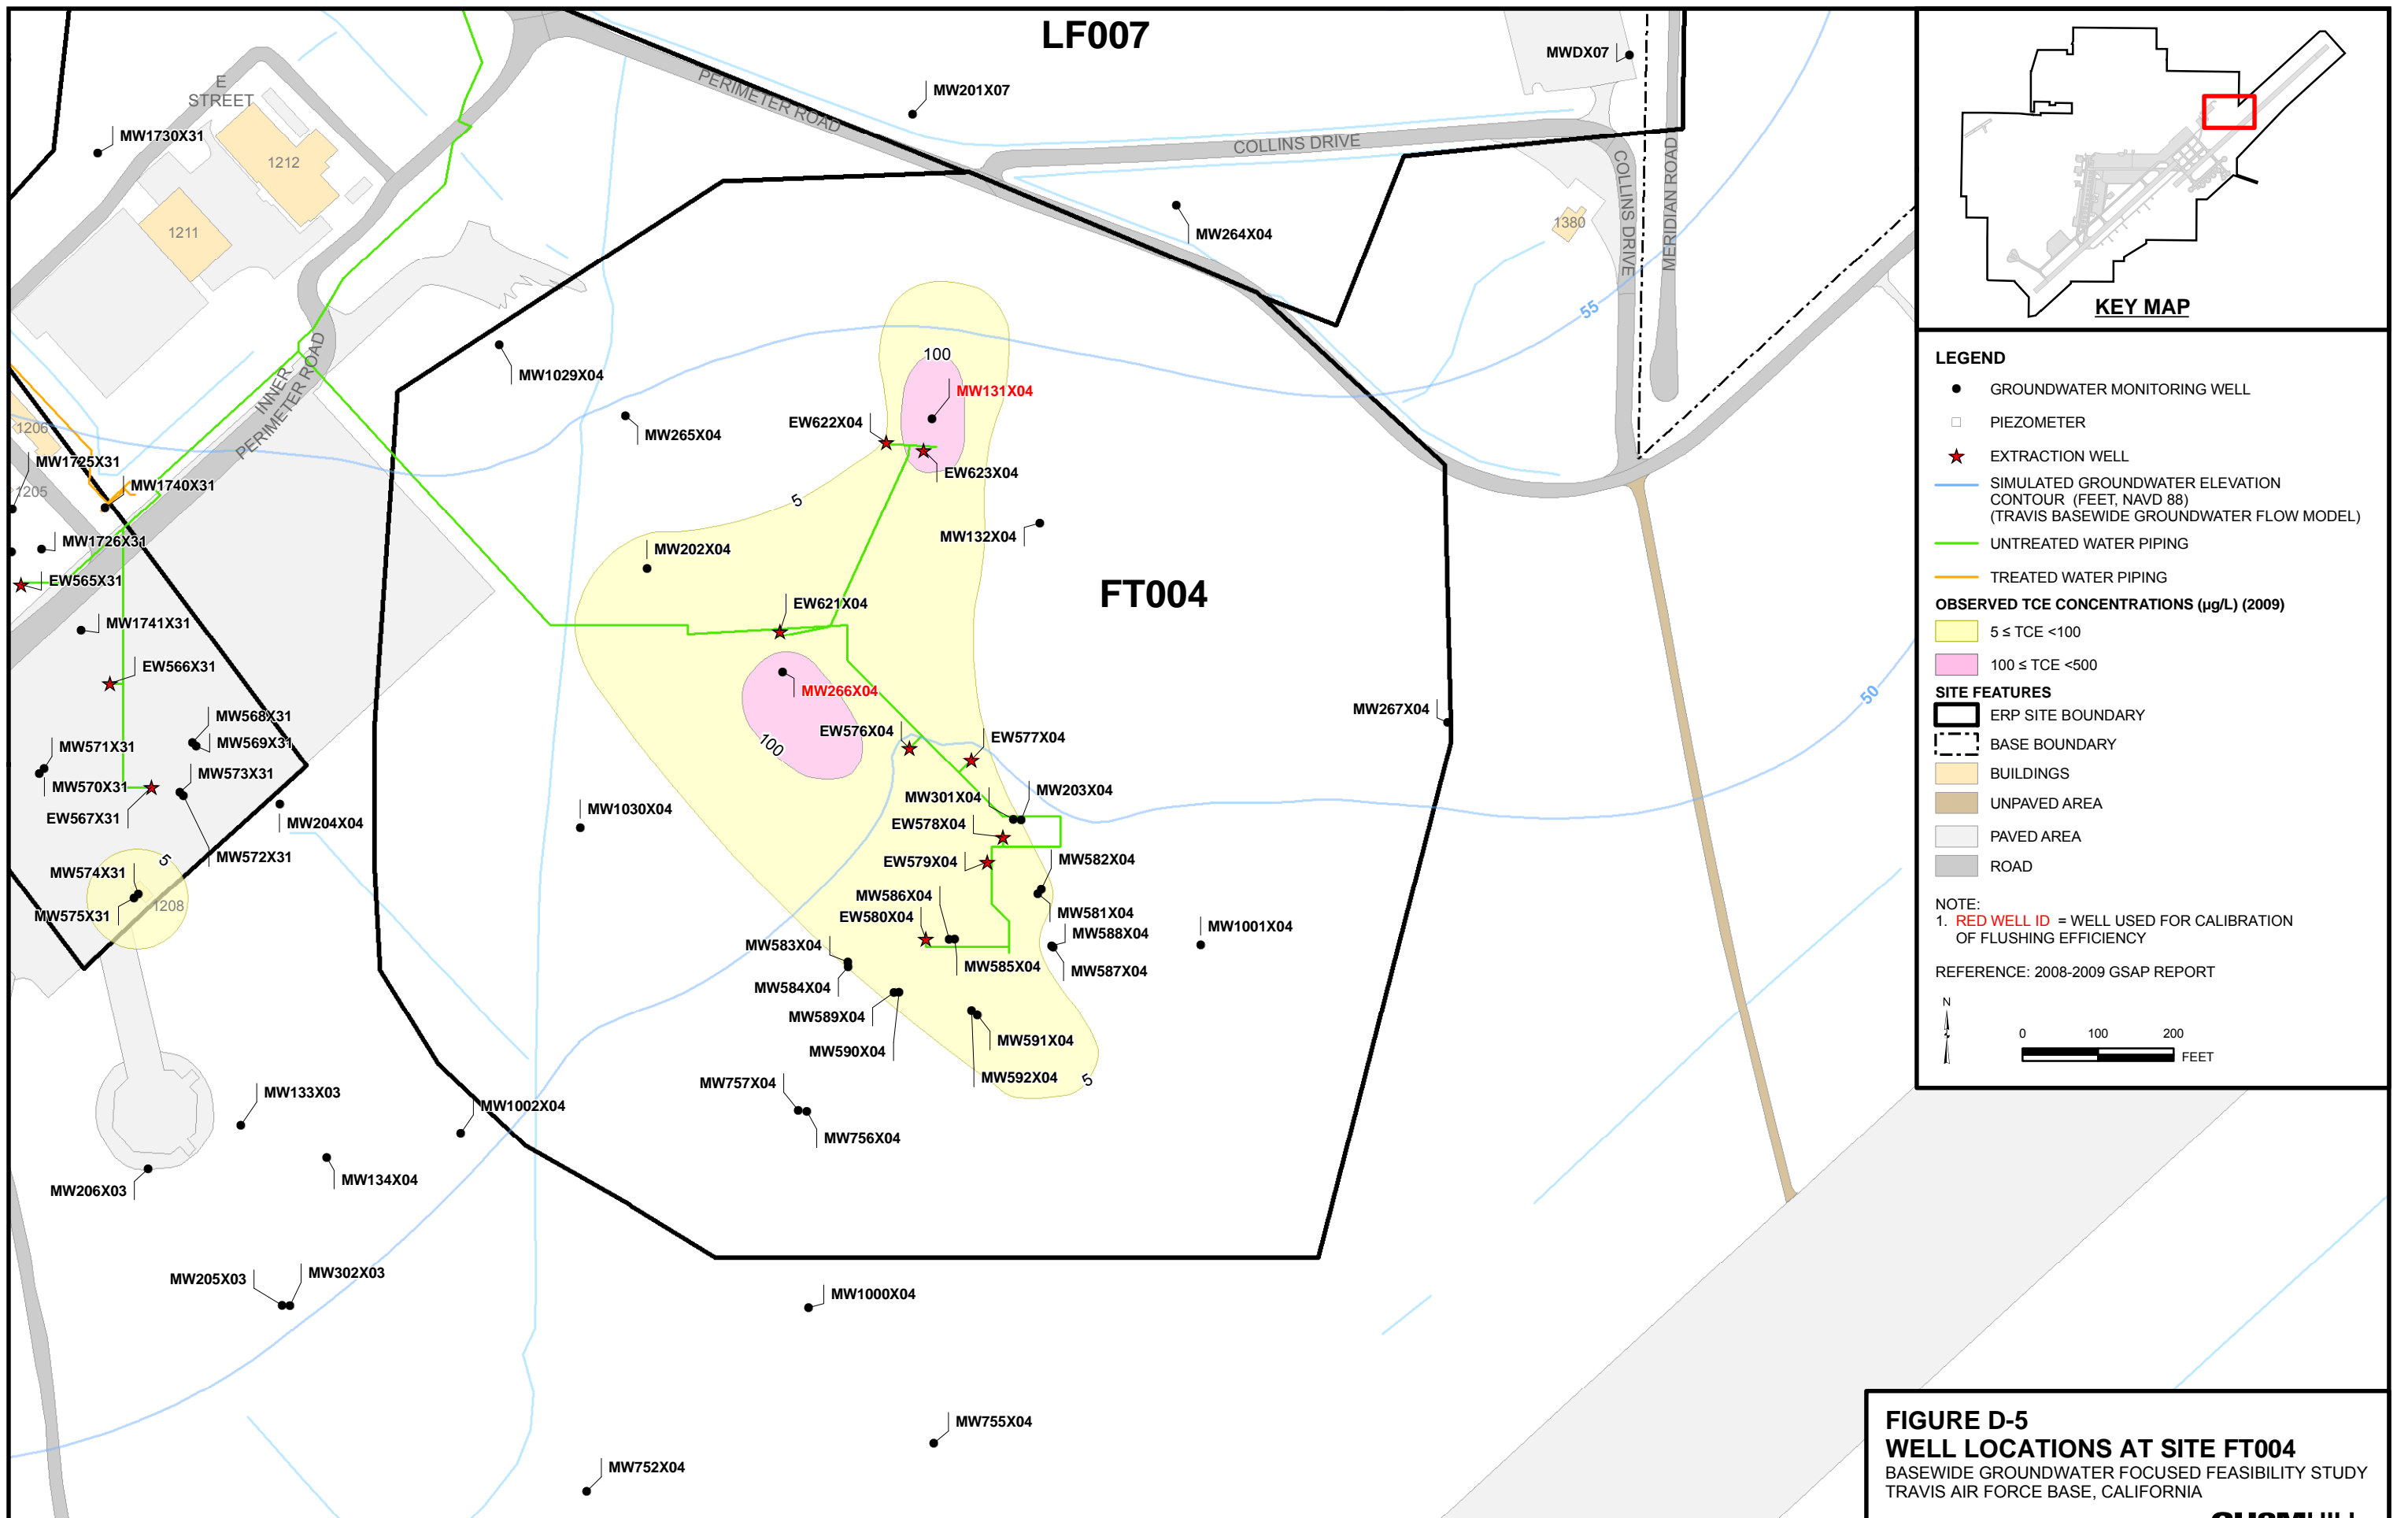 LF007
MWDX07
MW201X07
E
STREET
PERIMETER ROAD
MW1730X31
COLLINS DRIVE
1212
COLLINS DRIVE
MERIDIAN ROAD
1211
MW264X04
1380
55
INNER
PERIMETER ROAD
MW1029X04
100
MW131X04
MW265X04
EW622X04
1206
MW1725X31
EW623X04
MW1740X31
1205
5
MW132X04
MW1726X31
MW202X04
EW565X31
FT004
EW621X04
MW1741X31
EW566X31
MW266X04
50
MW267X04
MW568X31
MW569X31
EW576X04
EW577X04
100
MW571X31
MW573X31
MW570X31
MW203X04
MW301X04
EW567X31
MW1030X04
MW204X04
EW578X04
MW572X31
5
EW579X04
MW582X04
MW574X31
MW586X04
1208
MW575X31
EW580X04
MW581X04
MW1001X04
MW588X04
MW583X04
MW585X04
MW587X04
MW584X04
MW589X04
MW591X04
MW590X04
MW592X04
5
MW757X04
MW133X03
MW1002X04
MW756X04
MW134X04
MW206X03
MW205X03
MW302X03
MW1000X04
MW755X04
MW752X04
KEY MAP
LEGEND
GROUNDWATER MONITORING WELL
PIEZOMETER
EXTRACTION WELL
SIMULATED GROUNDWATER ELEVATION
CONTOUR (FEET, NAVD 88)
(TRAVIS BASEWIDE GROUNDWATER FLOW MODEL)
UNTREATED WATER PIPING
TREATED WATER PIPING
OBSERVED TCE CONCENTRATIONS (µg/L) (2009)
5 ≤ TCE <100
100 ≤ TCE <500
SITE FEATURES
ERP SITE BOUNDARY
BASE BOUNDARY
BUILDINGS
UNPAVED AREA
PAVED AREA
ROAD
NOTE:
1. RED WELL ID = WELL USED FOR CALIBRATION
OF FLUSHING EFFICIENCY
REFERENCE: 2008-2009 GSAP REPORT
N
0 100 200
FEET
FIGURE D-5
WELL LOCATIONS AT SITE FT004
BASEWIDE GROUNDWATER FOCUSED FEASIBILITY STUDY
TRAVIS AIR FORCE BASE, CALIFORNIA